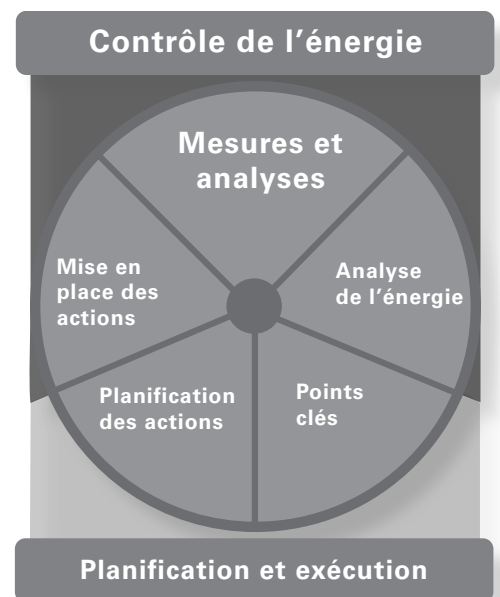 Contrôle de l’énergie
Mesures et
analyses
Mise en
place des
actions
Analyse
de l’énergie
Planification
des actions
Points
clés
Planification et exécution